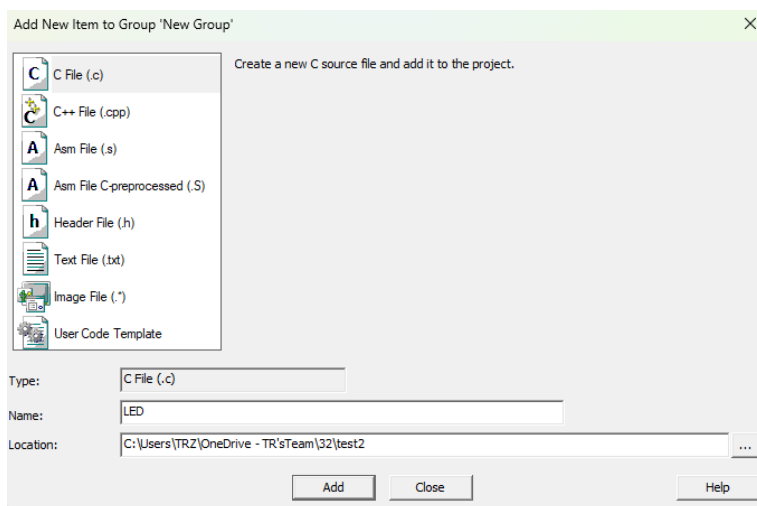 Add New Item to Group 'New Group'
C File (.c)
Create a new C source file and add it to the project.
C++ File (.cpp)
Asm File (.s)
Asm File C-preprocessed (.S)
Header File (.h)
Text File (.txt)
Image File (.*)
User Code Template
Type:
C File (.c)
Name:
LED
Location:
C:\Users\TRZ\OneDrive - TR'sTeam\32\test2
...
Add
Close
Help